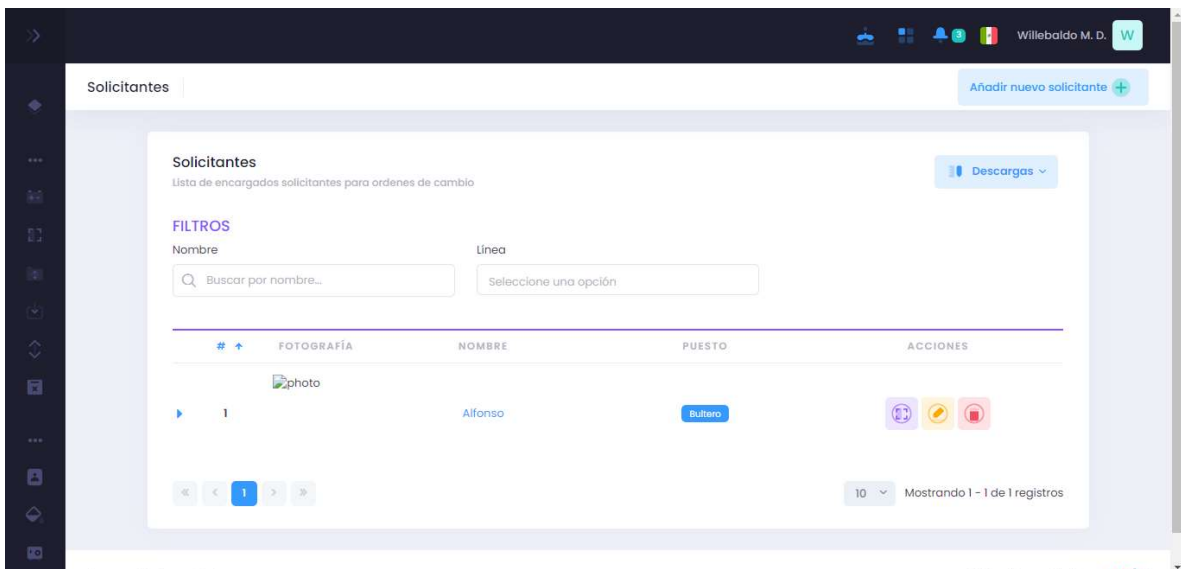 3
Willebaldo M. D.
W
Solicitantes
Añadir nuevo solicitante
Solicitantes
Lista de encargados solicitantes para ordenes de cambio
Descargas
FILTROS
Nombre
Línea
Buscar por nombre...
Seleccione una opción
#
FOTOGRAFÍA
NOMBRE
PUESTO
ACCIONES
photo
1
Alfonso
Bultero
1
10
Mostrando 1 - 1 de 1 registros